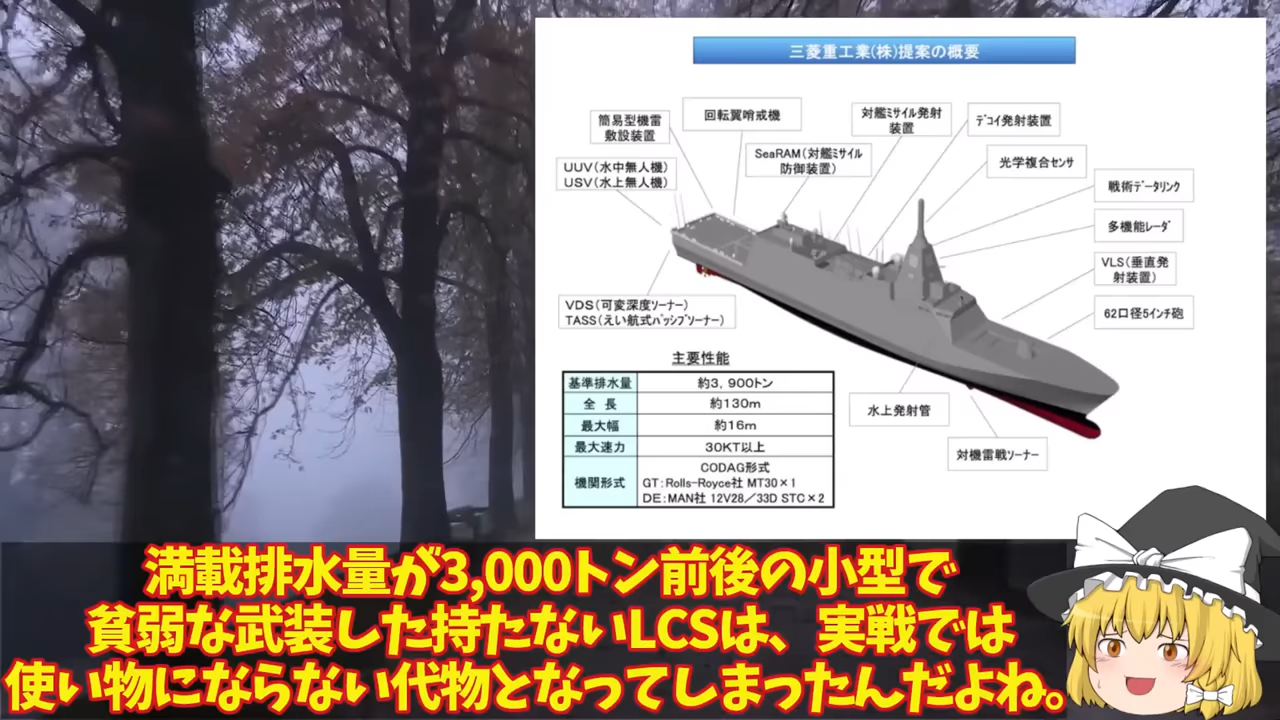 三菱重工業(株)提案の概要
簡易型機雷
敷設装置
回転翼哨戒機
対艦ﾐｻｲﾙ発射
装置
ﾃﾞｺｲ発射装置
SeaRAM(対艦ﾐｻｲﾙ
防御装置)
光学複合ｾﾝｻ
UUV(水中無人機)
USV(水上無人機)
戦術ﾃﾞｰﾀﾘﾝｸ
多機能ﾚｰﾀﾞ
VLS(垂直発
射装置)
62口径5ｲﾝﾁ砲
VDS(可変深度ｿｰﾅｰ)
TASS(えい航式ﾊﾟｯｼﾌﾞｿｰﾅｰ)
水上発射管
対機雷戦ｿｰﾅｰ
主要性能
基準排水量 約3，900トン
全 長 約130m
最大幅 約16m
最大速力 30KT以上
機関形式 CODAG形式
GT：Rolls-Royce社 MT30×1
DE：MAN社 12V28／33D STC×2
満載排水量が3,000トン前後の小型で
貧弱な武装した持たないLCSは、実戦では
使い物にならない代物となってしまったんだよね。